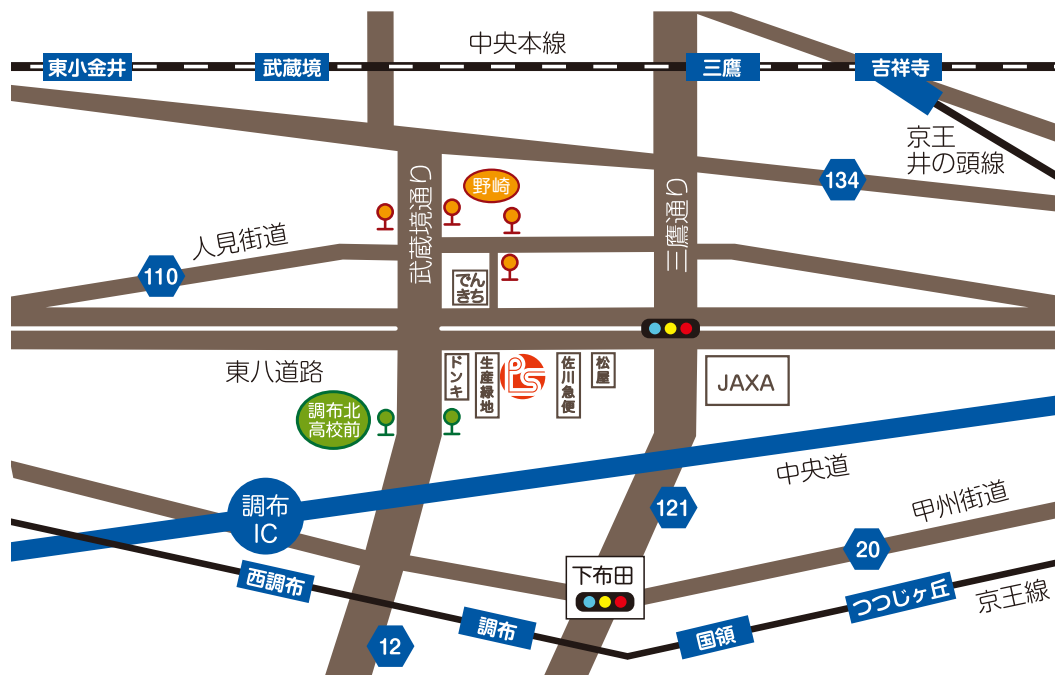 中央本線
東小金井
武蔵境
三鷹
吉祥寺
京王
井の頭線
134
野崎
武蔵境通り
三鷹通り
人見街道
110
でん
きち
東八道路
ドンキ
生産緑地
PLS
佐川急便
松屋
JAXA
調布北
高校前
中央道
調布
IC
121
甲州街道
20
下布田
西調布
つつじヶ丘
京王線
調布
国領
12